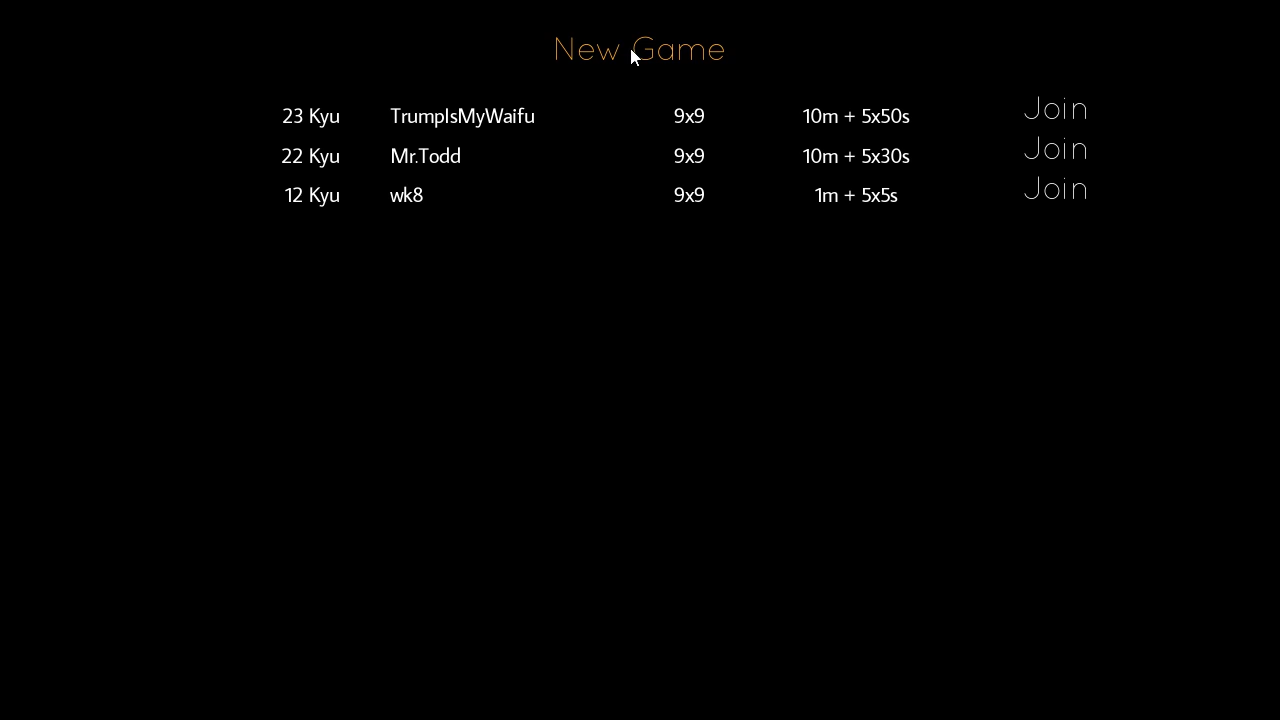 New Game
23 Kyu TrumpIsMyWaifu 9x9 10m + 5x50s Join
22 Kyu Mr.Todd 9x9 10m + 5x30s Join
12 Kyu wk8 9x9 1m + 5x5s Join